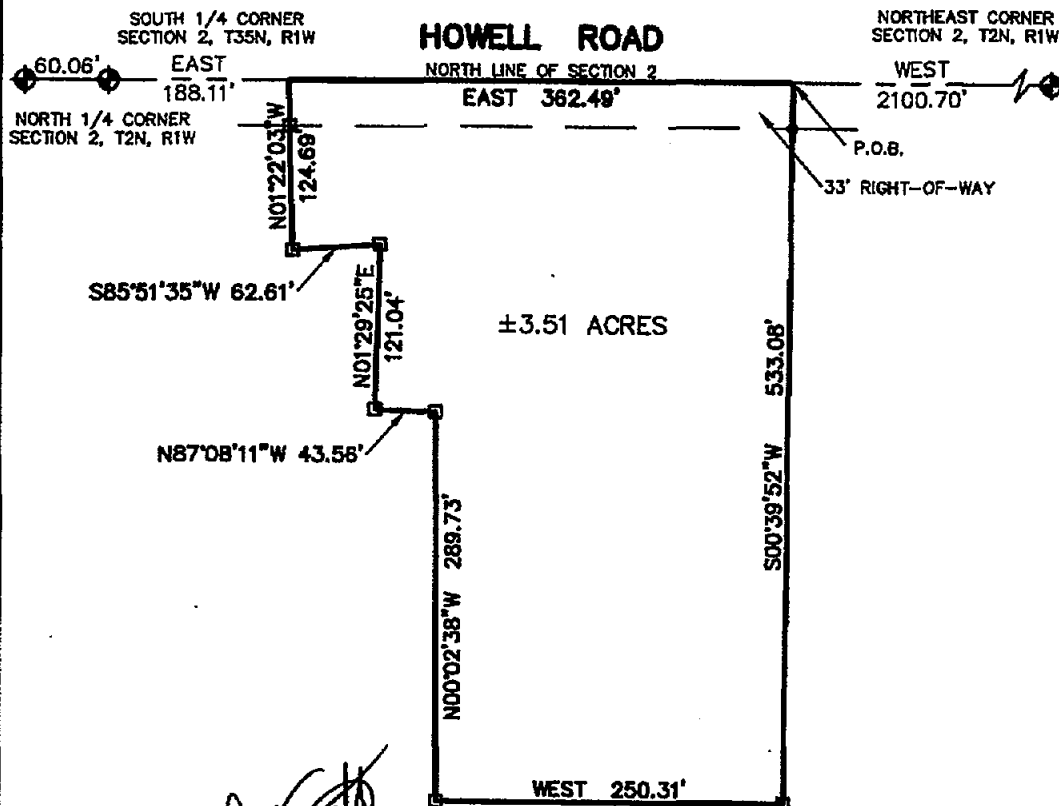 SOUTH 1/4 CORNER
SECTION 2, T35N, R1W
HOWELL ROAD
NORTHEAST CORNER
SECTION 2, T2N, R1W
60.06'
EAST
188.11'
NORTH LINE OF SECTION 2
EAST 362.49'
WEST
2100.70'
NORTH 1/4 CORNER
SECTION 2, T2N, R1W
P.O.B.
33' RIGHT-OF-WAY
N01°22'03"W
124.69'
S85°51'35"W 62.61'
N01°29'25"E
121.04'
±3.51 ACRES
N87°08'11"W 43.56'
S00°39'52"W 533.08'
N00°02'38"W 289.73'
WEST 250.31'